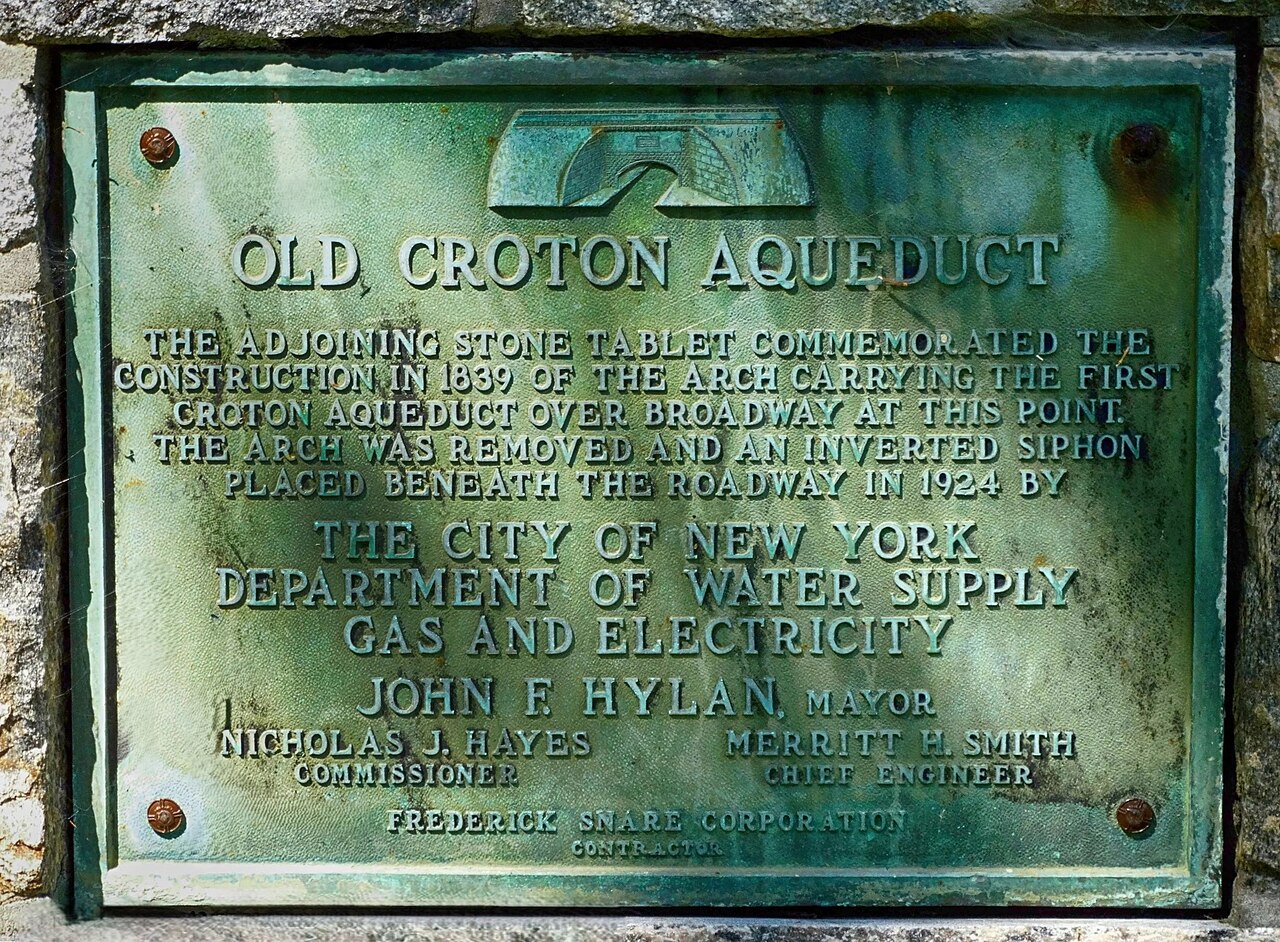 OLD CROTON AQUEDUCT
THE ADJOINING STONE TABLET COMMEMORATED THE
CONSTRUCTION IN 1839 OF THE ARCH CARRYING THE FIRST
CROTON AQUEDUCT OVER BROADWAY AT THIS POINT.
THE ARCH WAS REMOVED AND AN INVERTED SIPHON
PLACED BENEATH THE ROADWAY IN 1924 BY
THE CITY OF NEW YORK
DEPARTMENT OF WATER SUPPLY
GAS AND ELECTRICITY
JOHN F. HYLAN, MAYOR
NICHOLAS J. HAYES MERRITT H. SMITH
COMMISSIONER CHIEF ENGINEER
FREDERICK SNARE CORPORATION
CONTRACTOR